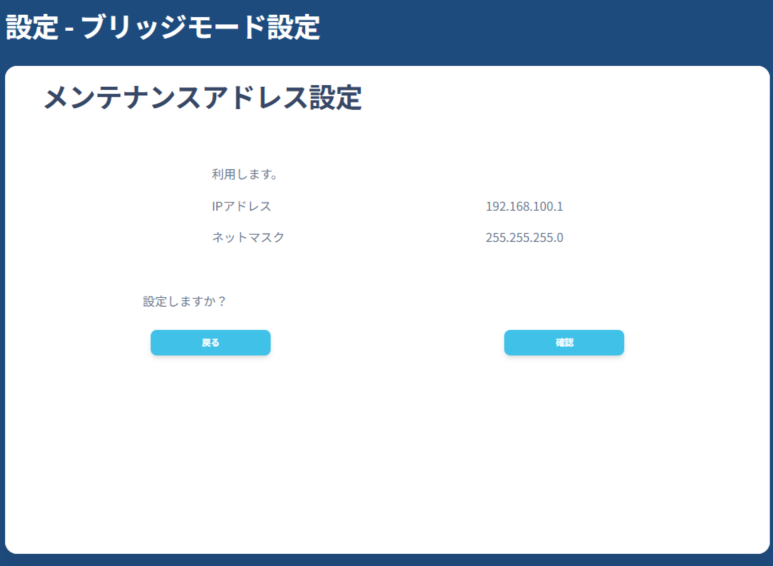 設定 - ブリッジモード設定
メンテナンスアドレス設定
利用します。
IPアドレス 192.168.100.1
ネットマスク 255.255.255.0
設定しますか？
戻る 確認